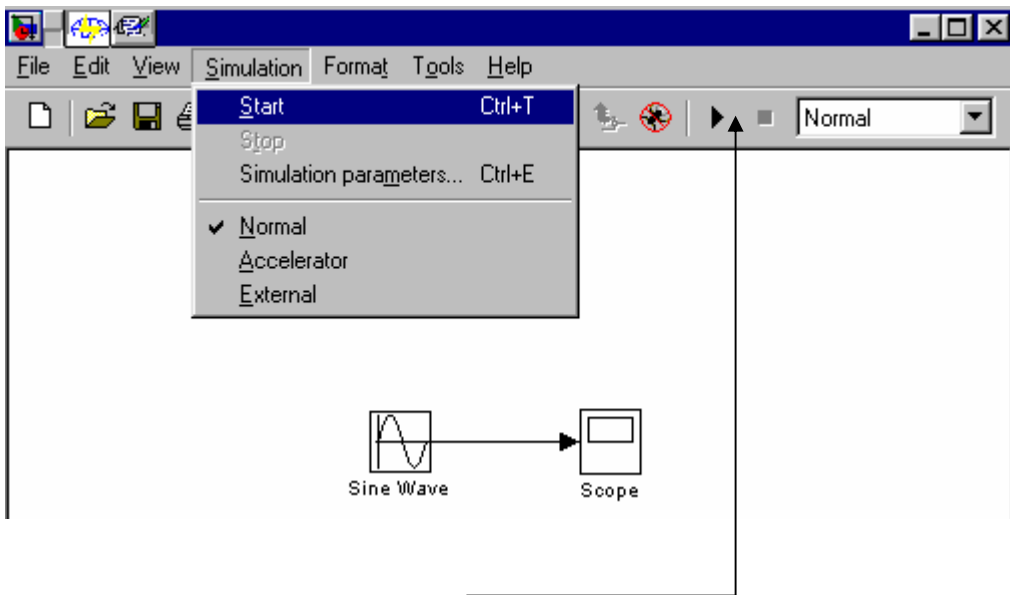 File Edit View Simulation Format Tools Help
Normal
Start Ctrl+T
Stop
Simulation parameters... Ctrl+E
Normal
Accelerator
External
Sine Wave
Scope